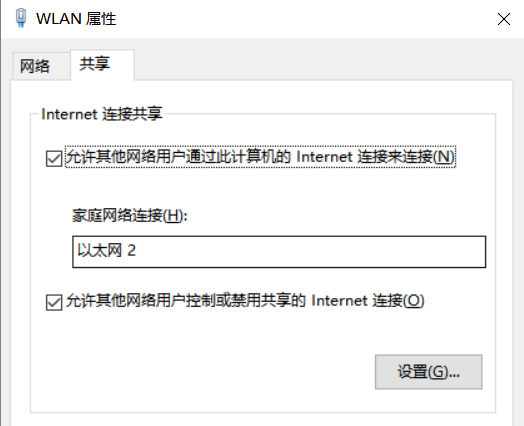 WLAN 属性
网络
共享
Internet 连接共享
允许其他网络用户通过此计算机的 Internet 连接来连接(N)
家庭网络连接(H):
以太网 2
允许其他网络用户控制或禁用共享的 Internet 连接(O)
设置(G)...